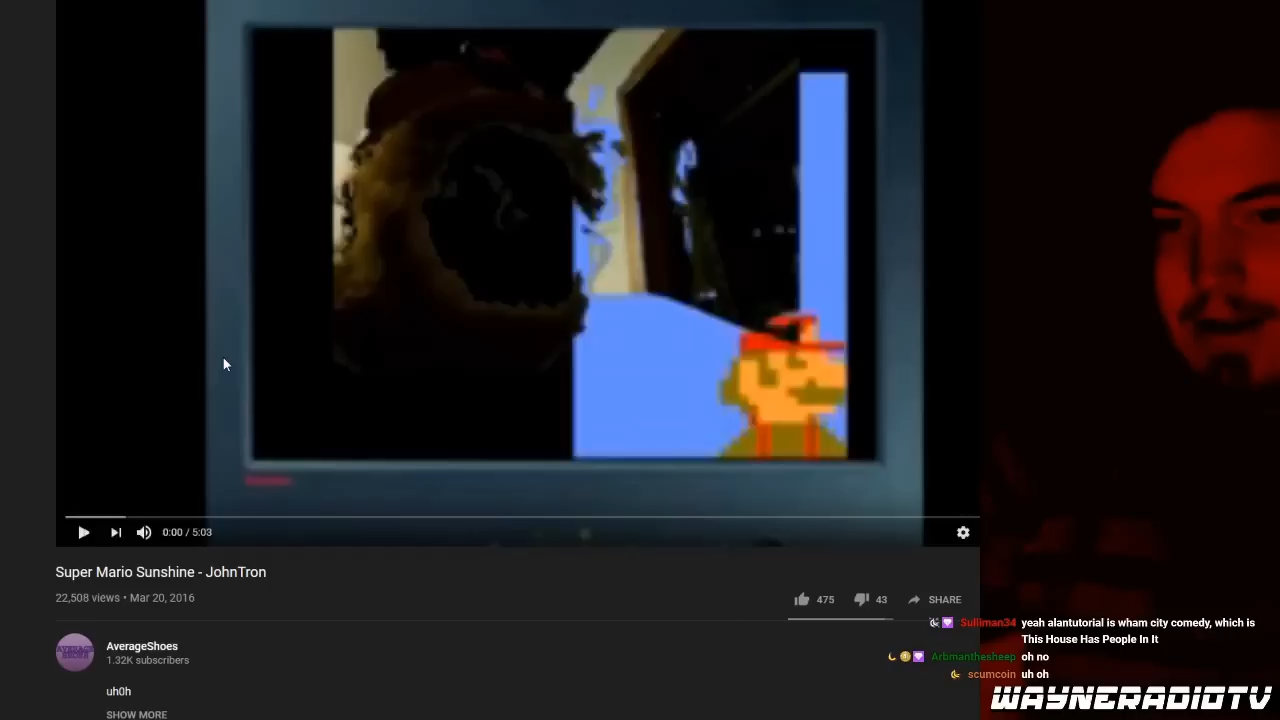 0:00 / 5:03
Super Mario Sunshine - JohnTron
22,508 views • Mar 20, 2016
475
43
SHARE
AverageShoes
1.32K subscribers
uh0h
SHOW MORE
Sulliman34 yeah alantutorial is wham city comedy, which is
This House Has People In It
Arbmanthesheep oh no
scumcoin uh oh
WAYNERADIOTV